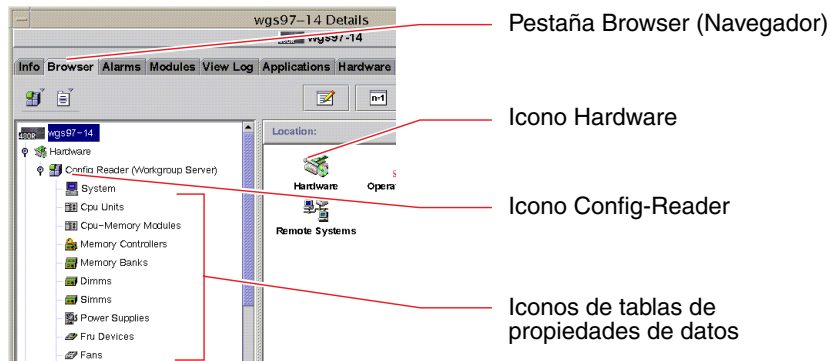 wgs97-14 Details
wgs97-14
Info Browser Alarms Modules View Log Applications Hardware
n-1
wgs97-14
Location:
Hardware
Config Reader (Workgroup Server)
System
Cpu Units
Cpu-Memory Modules
Memory Controllers
Memory Banks
Dimms
Simms
Power Supplies
Fru Devices
Fans
Hardware
Remote Systems
Pestaña Browser (Navegador)
Icono Hardware
Icono Config-Reader
Iconos de tablas de
propiedades de datos